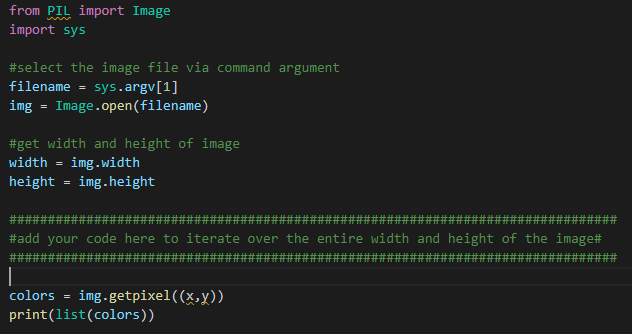 from PIL import Image
import sys
#select the image file via command argument
filename = sys.argv[1]
img = Image.open(filename)
#get width and height of image
width = img.width
height = img.height
###############################################################################
#add your code here to iterate over the entire width and height of the image#
###############################################################################
colors = img.getpixel((x,y))
print(list(colors))